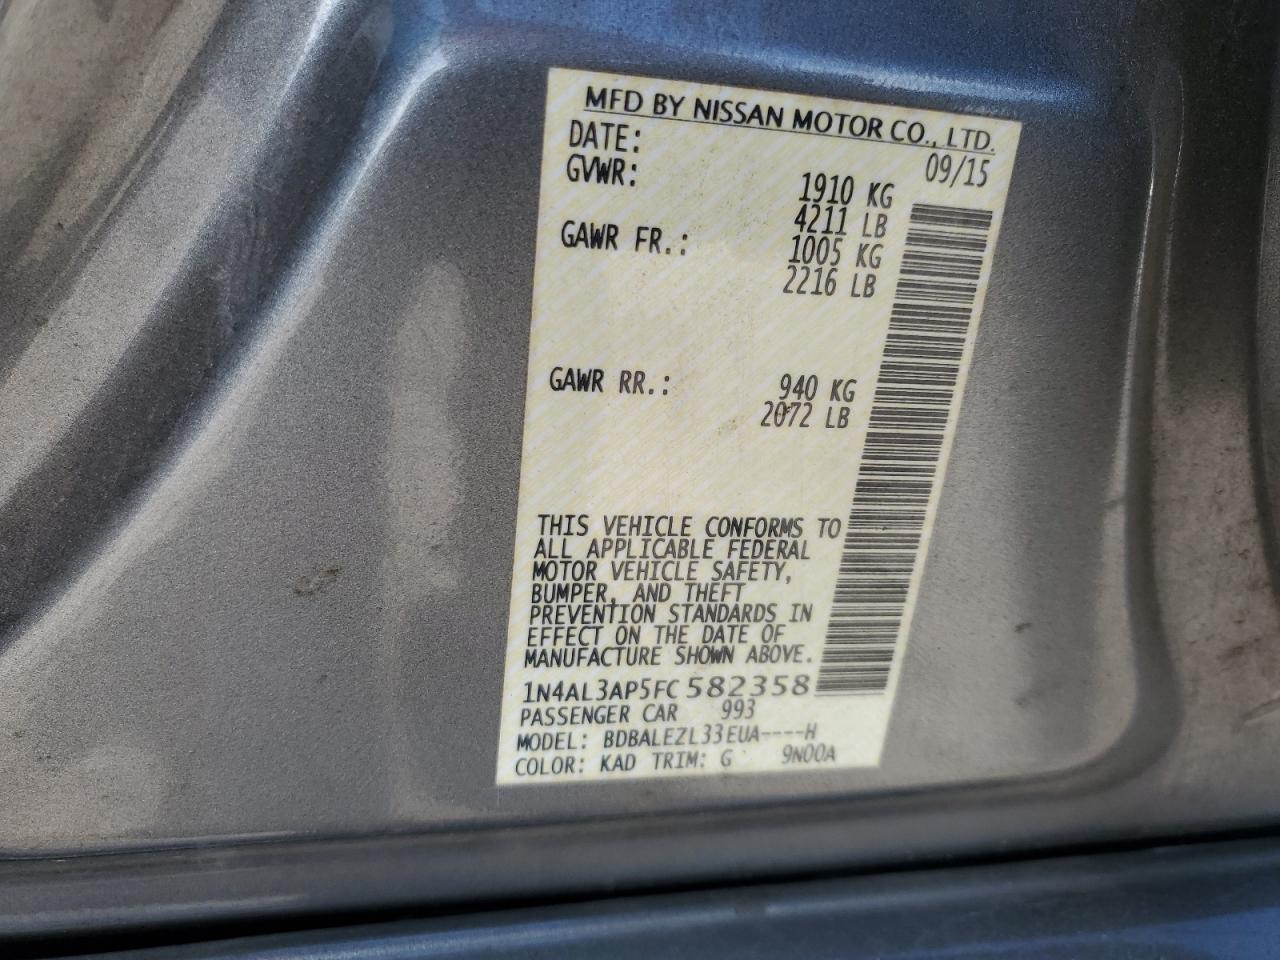 MFD BY NISSAN MOTOR CO., LTD.
DATE: 09/15
GVWR: 1910 KG
4211 LB
GAWR FR.: 1005 KG
2216 LB
GAWR RR.: 940 KG
2072 LB
THIS VEHICLE CONFORMS TO
ALL APPLICABLE FEDERAL
MOTOR VEHICLE SAFETY,
BUMPER, AND THEFT
PREVENTION STANDARDS IN
EFFECT ON THE DATE OF
MANUFACTURE SHOWN ABOVE.
1N4AL3AP5FC582358
PASSENGER CAR 993
MODEL: BDBALEZL33EUA----H
COLOR: KAD TRIM: G 9N00A